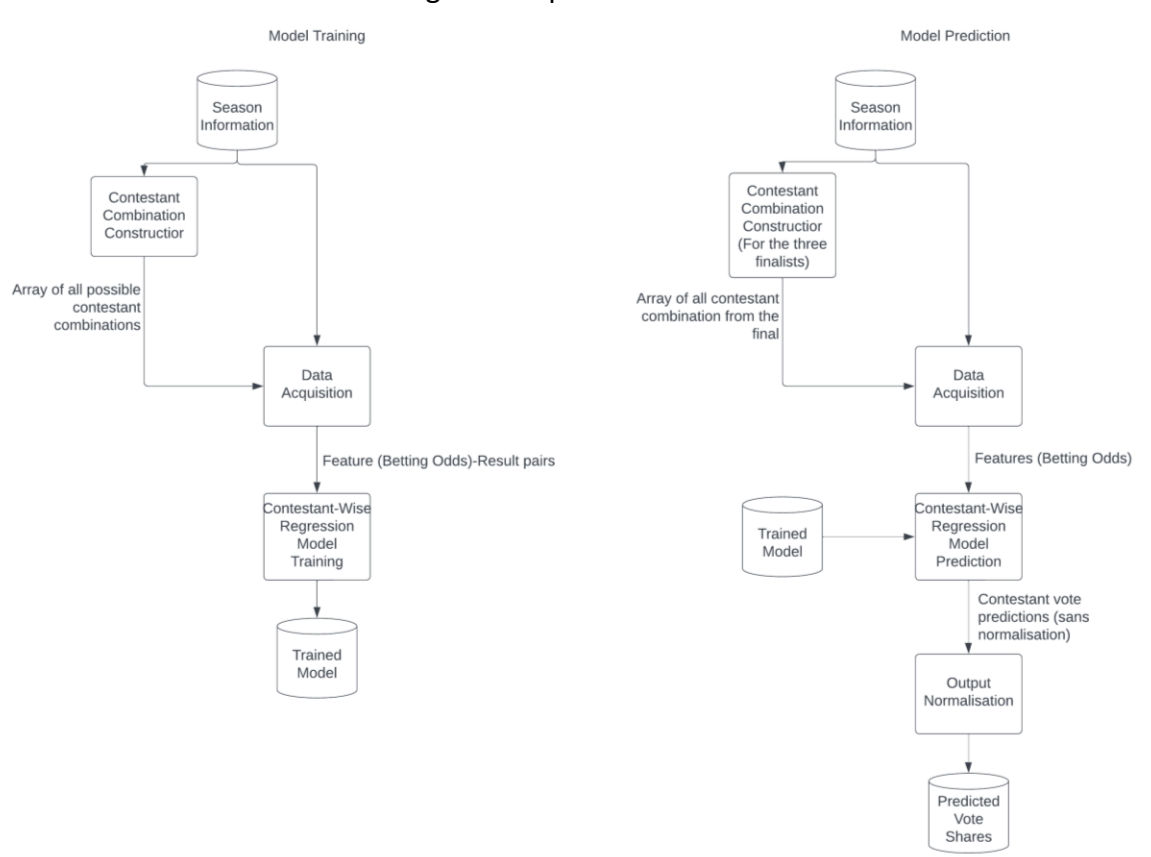 Model Training
Season
Information
Contestant
Combination
Constructior
Array of all possible
contestant
combinations
Data
Acquisition
Feature (Betting Odds)-Result pairs
Contestant-Wise
Regression
Model
Training
Trained
Model
Model Prediction
Season
Information
Contestant
Combination
Constructior
(For the three
finalists)
Array of all contestant
combination from the
final
Data
Acquisition
Features (Betting Odds)
Trained
Model
Contestant-Wise
Regression
Model
Prediction
Contestant vote
predictions (sans
normalisation)
Output
Normalisation
Predicted
Vote
Shares